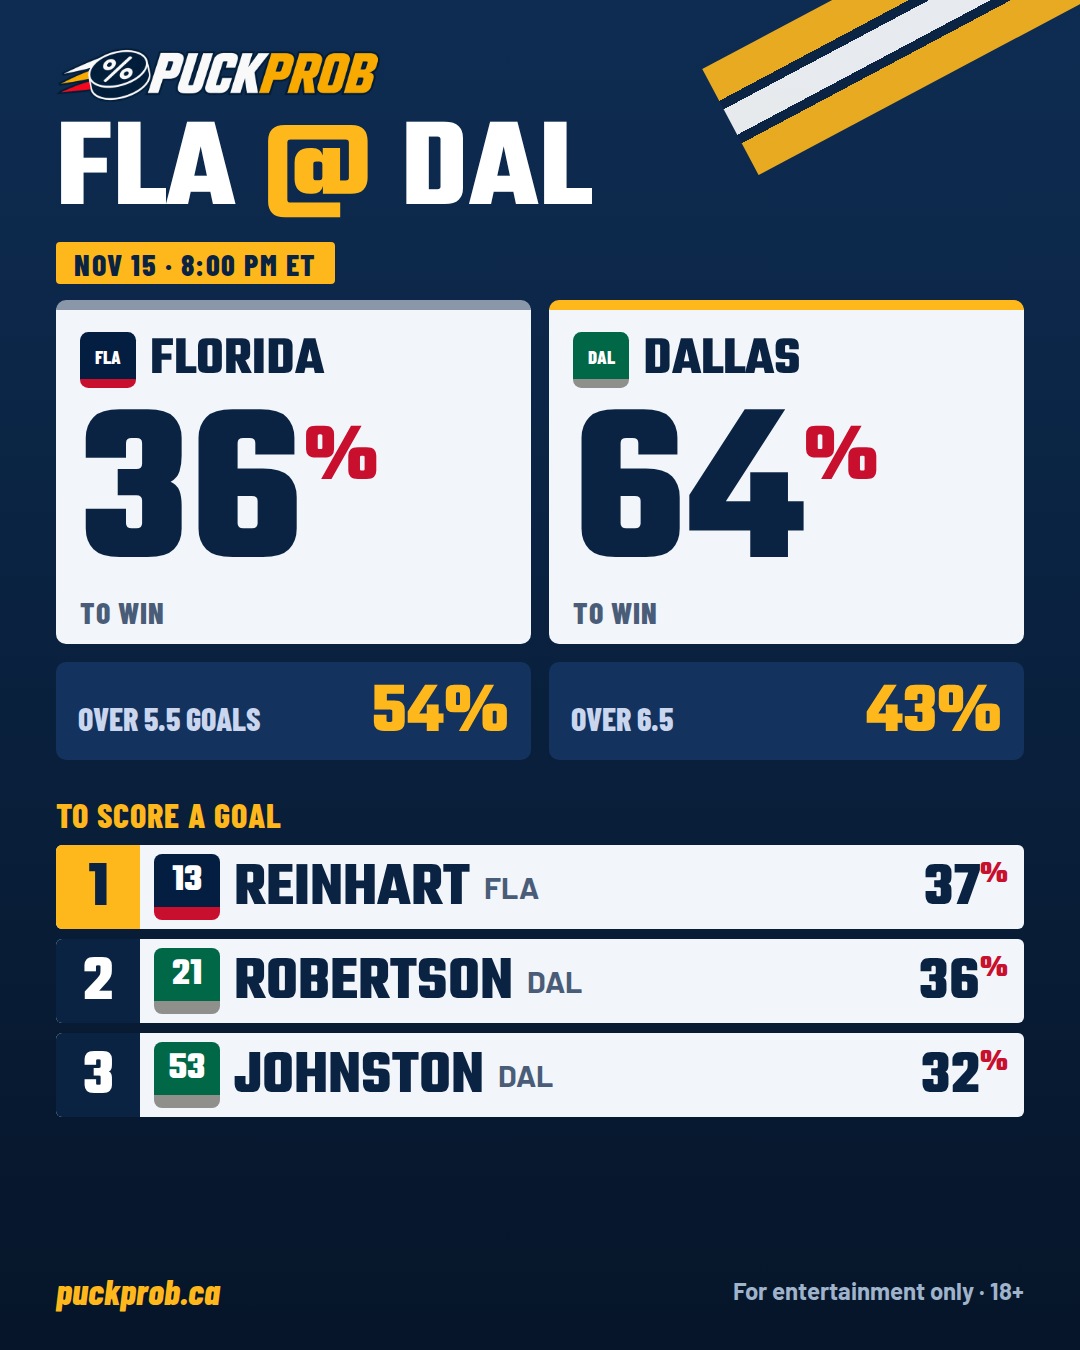 % PUCKPROB
FLA @ DAL
NOV 15 · 8:00 PM ET
FLA FLORIDA
36%
TO WIN
DAL DALLAS
64%
TO WIN
OVER 5.5 GOALS 54%
OVER 6.5 43%
TO SCORE A GOAL
1 13 REINHART FLA 37%
2 21 ROBERTSON DAL 36%
3 53 JOHNSTON DAL 32%
puckprob.ca
For entertainment only · 18+